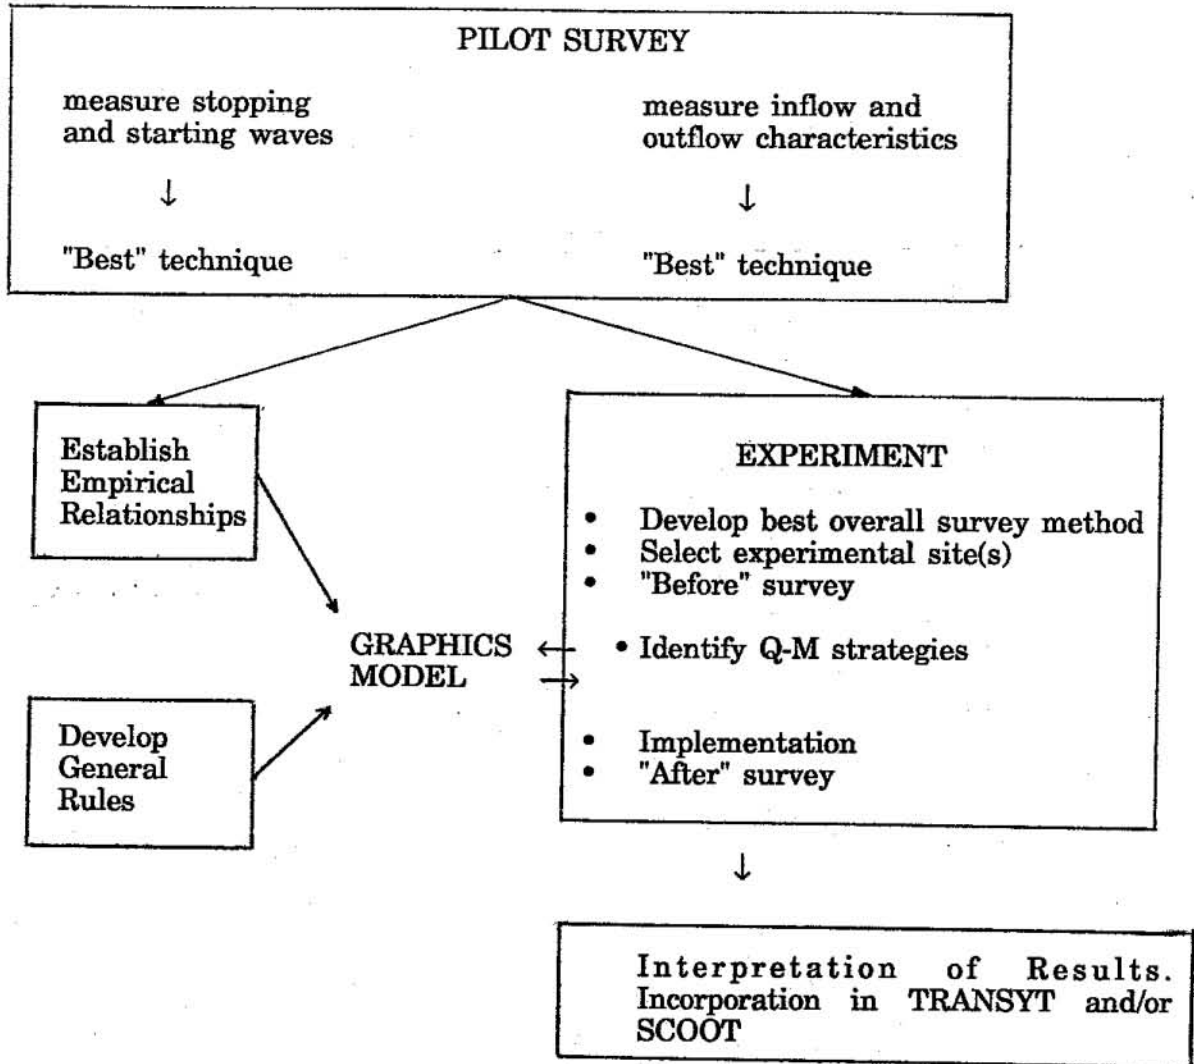 PILOT SURVEY
measure stopping
and starting waves
↓
"Best" technique
measure inflow and
outflow characteristics
↓
"Best" technique
Establish
Empirical
Relationships
Develop
General
Rules
GRAPHICS
MODEL
←
→
EXPERIMENT
• Develop best overall survey method
• Select experimental site(s)
• "Before" survey
• Identify Q-M strategies
• Implementation
• "After" survey
↓
Interpretation of Results.
Incorporation in TRANSYT and/or
SCOOT